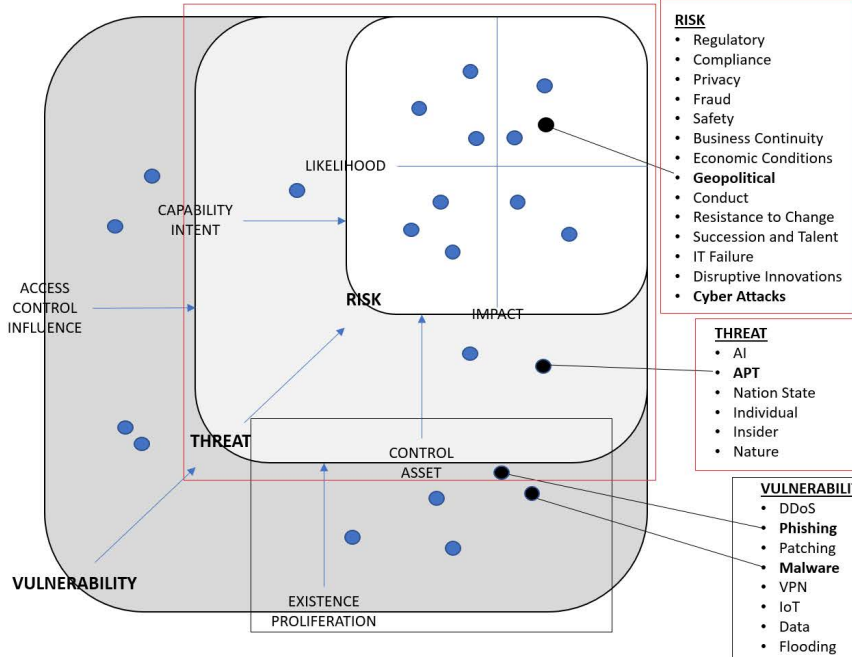 RISK
• Regulatory
• Compliance
• Privacy
• Fraud
• Safety
• Business Continuity
• Economic Conditions
• Geopolitical
• Conduct
• Resistance to Change
• Succession and Talent
• IT Failure
• Disruptive Innovations
• Cyber Attacks
THREAT
• AI
• APT
• Nation State
• Individual
• Insider
• Nature
VULNERABILI
• DDoS
• Phishing
• Patching
• Malware
• VPN
• IoT
• Data
• Flooding
LIKELIHOOD
CAPABILITY
INTENT
ACCESS
CONTROL
INFLUENCE
RISK
IMPACT
THREAT
CONTROL
ASSET
VULNERABILITY
EXISTENCE
PROLIFERATION